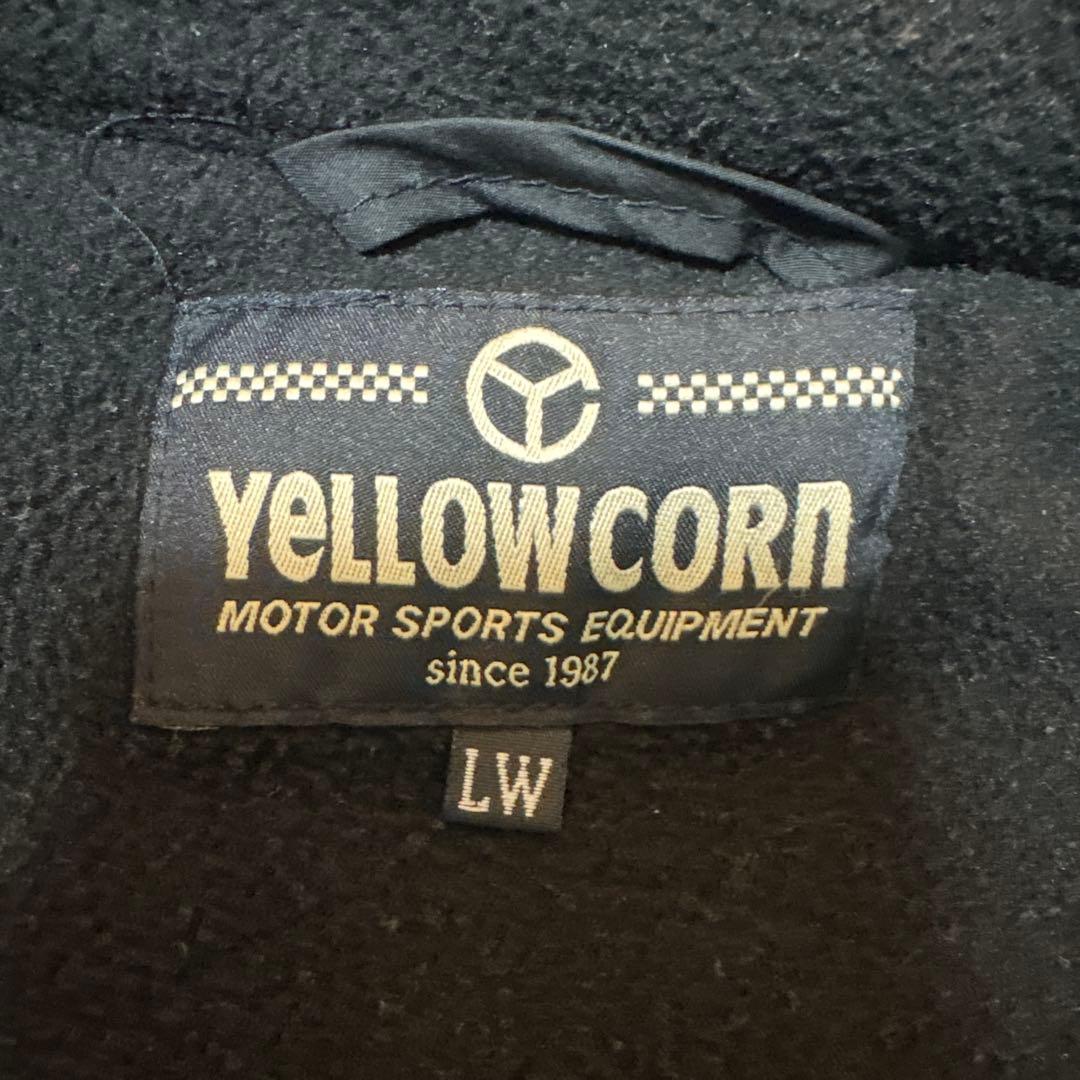 YeLLOWCORn
MOTOR SPORTS EQUIPMENT
since 1987
LW